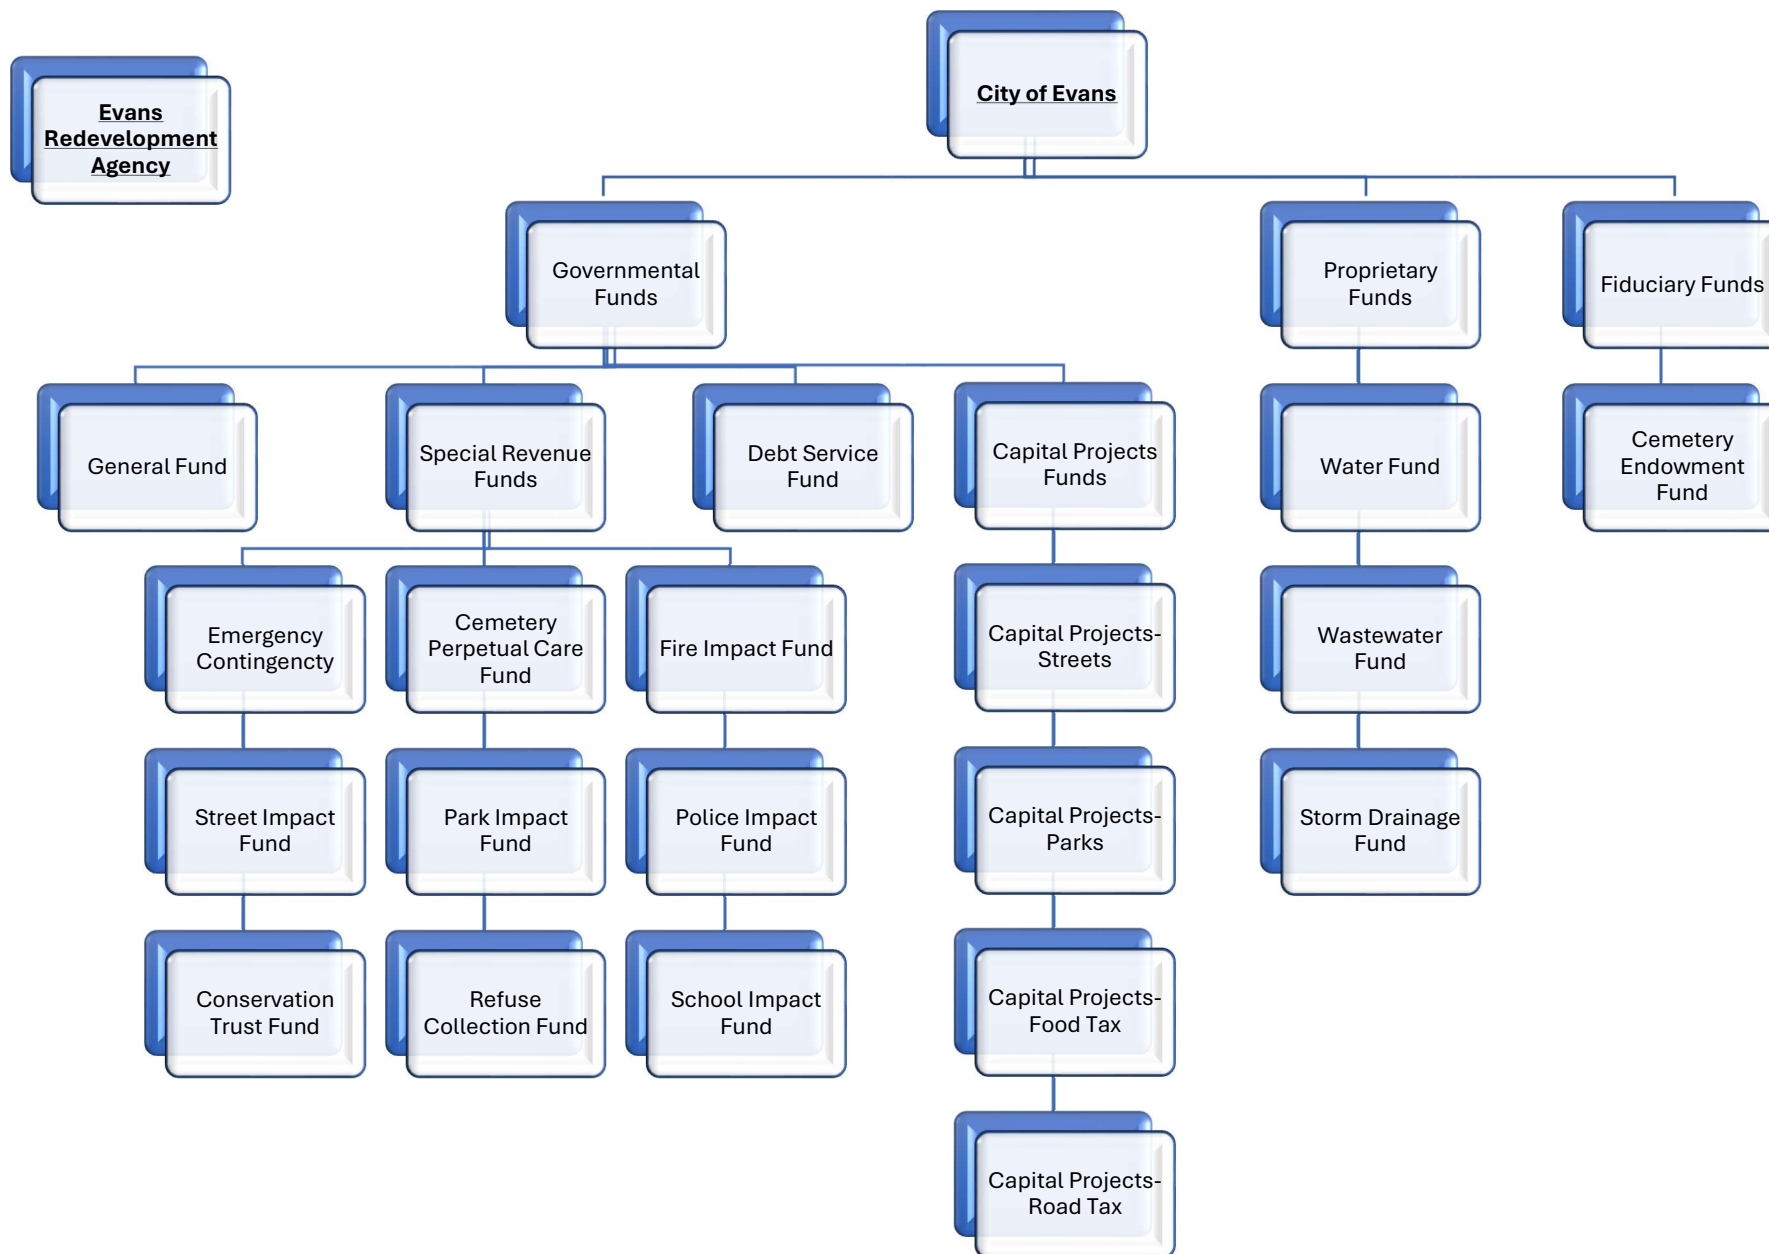 Evans
Redevelopment
Agency
City of Evans
Governmental
Funds
Proprietary
Funds
Fiduciary Funds
General Fund
Special Revenue
Funds
Debt Service
Fund
Capital Projects
Funds
Water Fund
Cemetery
Endowment
Fund
Emergency
Contingencty
Cemetery
Perpetual Care
Fund
Fire Impact Fund
Capital Projects-
Streets
Wastewater
Fund
Street Impact
Fund
Park Impact
Fund
Police Impact
Fund
Capital Projects-
Parks
Storm Drainage
Fund
Conservation
Trust Fund
Refuse
Collection Fund
School Impact
Fund
Capital Projects-
Food Tax
Capital Projects-
Road Tax